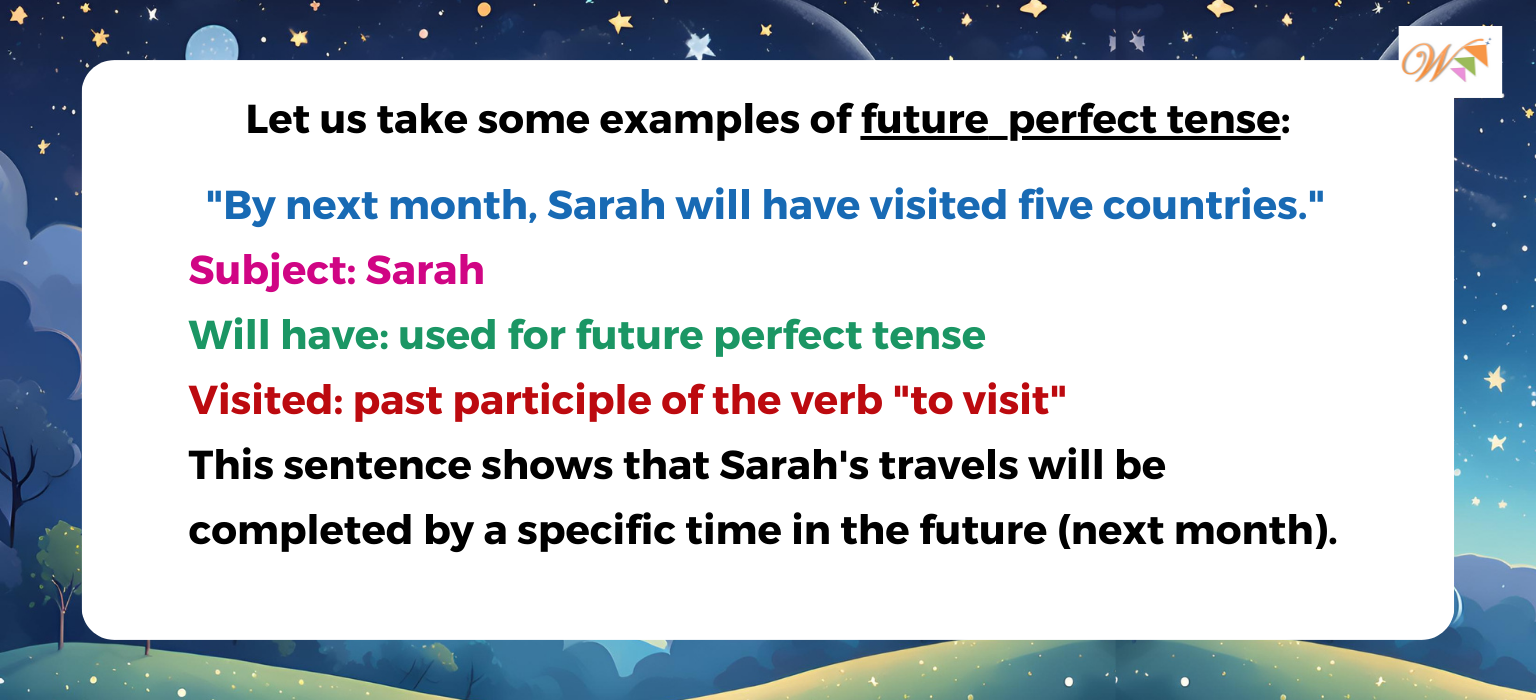 W
Let us take some examples of future perfect tense:
"By next month, Sarah will have visited five countries."
Subject: Sarah
Will have: used for future perfect tense
Visited: past participle of the verb "to visit"
This sentence shows that Sarah's travels will be
completed by a specific time in the future (next month).